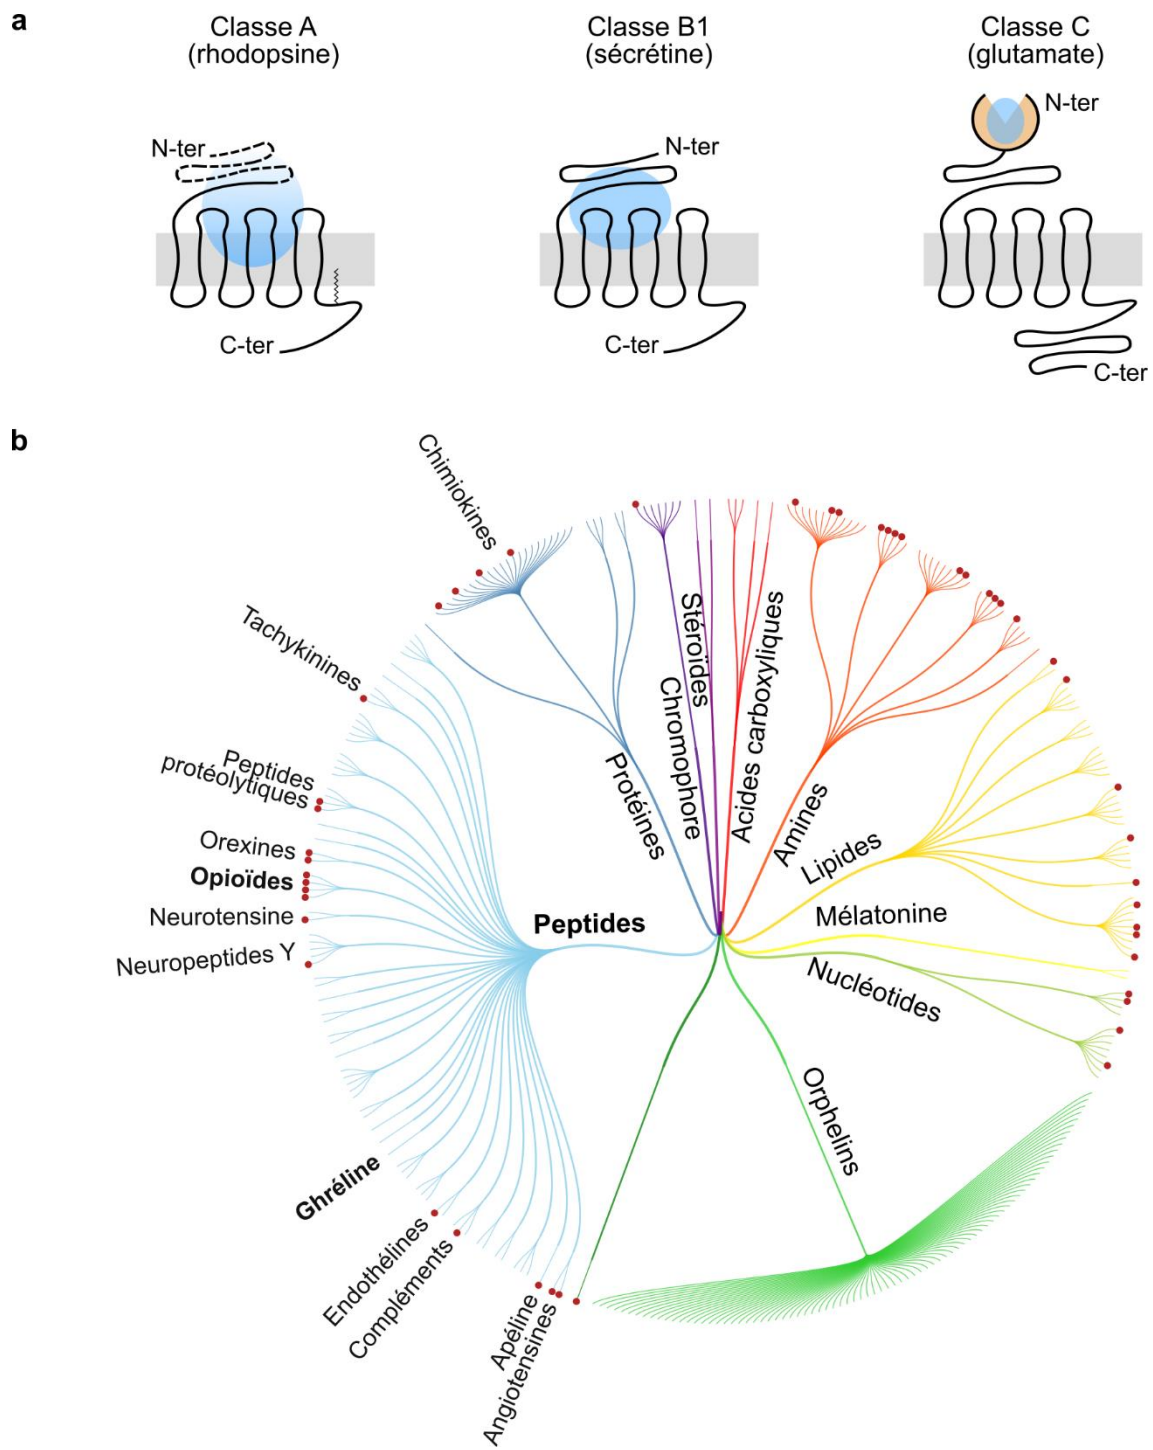 a
Classe A
(rhodopsine)
Classe B1
(sécrétine)
Classe C
(glutamate)
N-ter
C-ter
N-ter
C-ter
N-ter
C-ter
b
Chimiokines
Tachykinines
Peptides
protéolytiques
Orexines
Opioïdes
Neurotensine
Neuropeptides Y
Ghréline
Endothélines
Compléments
Apéline
Angiotensines
Peptides
Protéines
Chromophore
Stéroïdes
Acides carboxyliques
Amines
Lipides
Mélatonine
Nucléotides
Orphelins